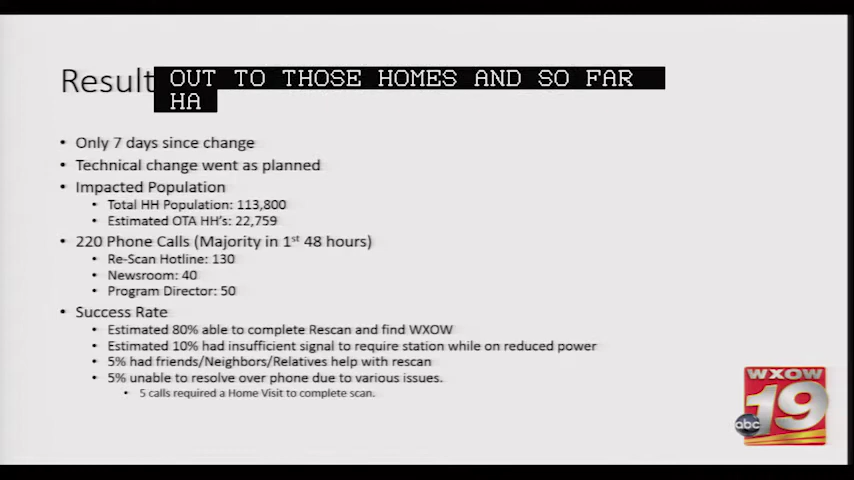 Result
OUT TO THOSE HOMES AND SO FAR
HA
• Only 7 days since change
• Technical change went as planned
• Impacted Population
• Total HH Population: 113,800
• Estimated OTA HH's: 22,759
• 220 Phone Calls (Majority in 1st 48 hours)
• Re-Scan Hotline: 130
• Newsroom: 40
• Program Director: 50
• Success Rate
• Estimated 80% able to complete Rescan and find WXOW
• Estimated 10% had insufficient signal to require station while on reduced power
• 5% had friends/Neighbors/Relatives help with rescan
• 5% unable to resolve over phone due to various issues.
• 5 calls required a Home Visit to complete scan.
WXOW
abc 19